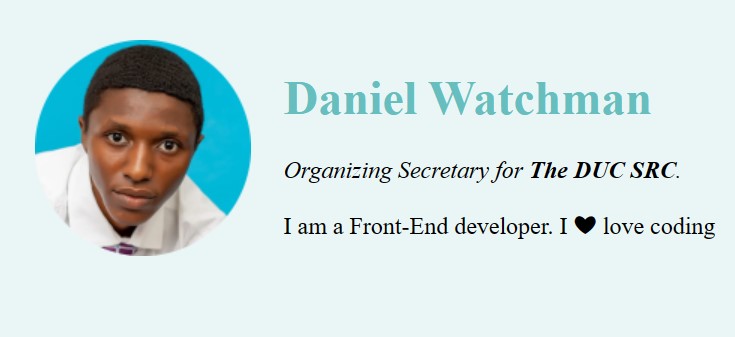 Daniel Watchman
Organizing Secretary for The DUC SRC.
I am a Front-End developer. I 🖤 love coding